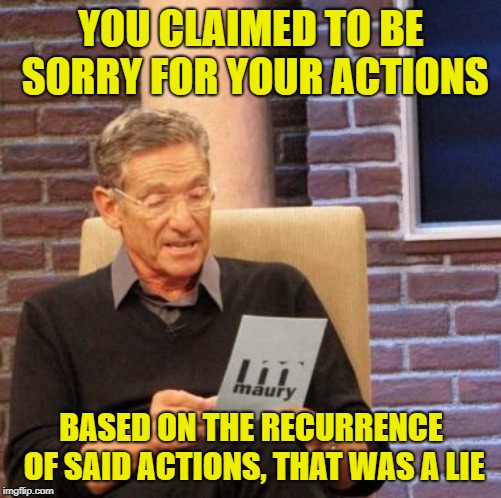 YOU CLAIMED TO BE
SORRY FOR YOUR ACTIONS
maury
BASED ON THE RECURRENCE
OF SAID ACTIONS, THAT WAS A LIE
imgflip.com